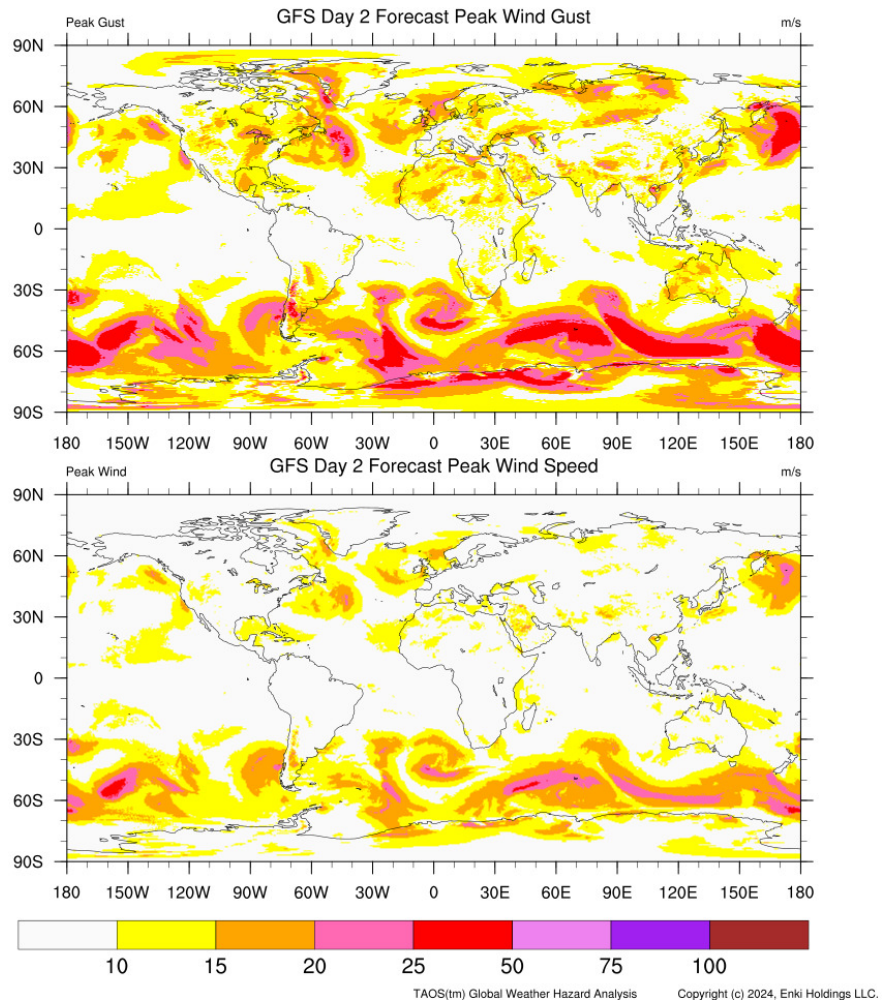 GFS Day 2 Forecast Peak Wind Gust
Peak Gust m/s
90N
60N
30N
0
30S
60S
90S
180 150W 120W 90W 60W 30W 0 30E 60E 90E 120E 150E 180
GFS Day 2 Forecast Peak Wind Speed
Peak Wind m/s
90N
60N
30N
0
30S
60S
90S
180 150W 120W 90W 60W 30W 0 30E 60E 90E 120E 150E 180
10 15 20 25 50 75 100
TAOS(tm) Global Weather Hazard Analysis Copyright (c) 2024, Enki Holdings LLC.